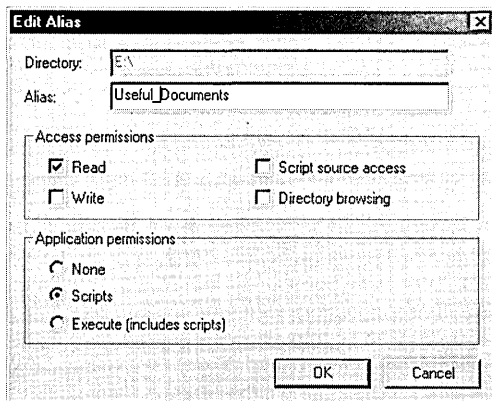 Edit Alias
Directory: E:\
Alias: Useful_Documents
Access permissions
Read Script source access
Write Directory browsing
Application permissions
None
Scripts
Execute (includes scripts)
OK Cancel